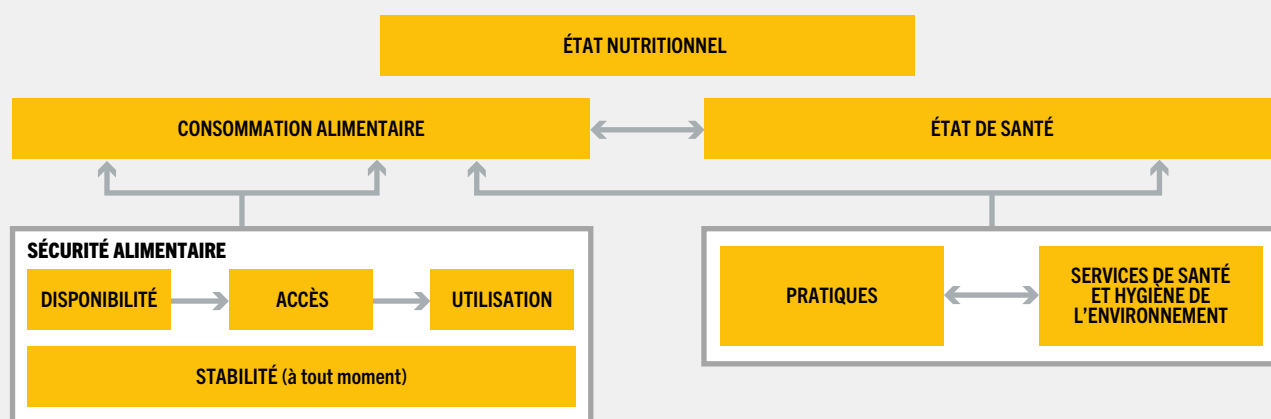 ÉTAT NUTRITIONNEL
CONSOMMATION ALIMENTAIRE
ÉTAT DE SANTÉ
SÉCURITÉ ALIMENTAIRE
DISPONIBILITÉ
ACCÈS
UTILISATION
STABILITÉ (à tout moment)
PRATIQUES
SERVICES DE SANTÉ
ET HYGIÈNE DE
L'ENVIRONNEMENT